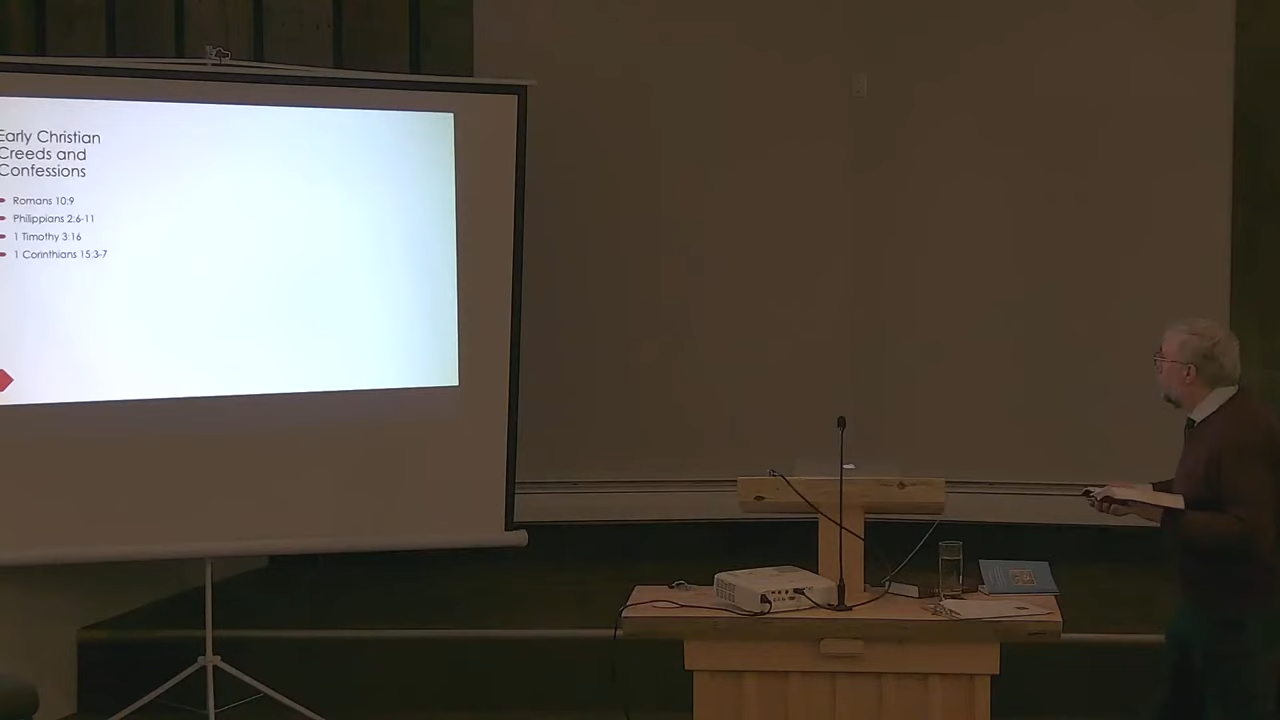 Early Christian
Creeds and
Confessions
Romans 10:9
Philippians 2:6-11
1 Timothy 3:16
1 Corinthians 15:3-7